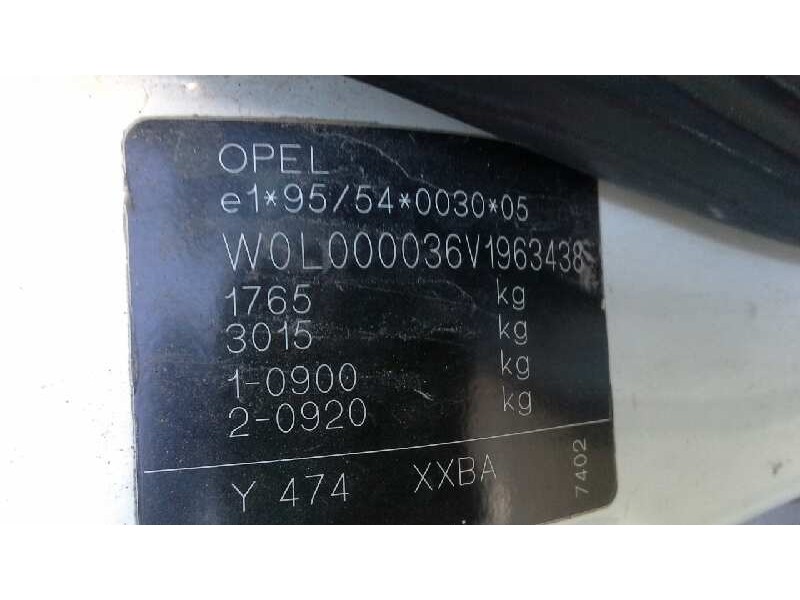 OPEL
e1*95/54*0030*05
W0L000036V1963438
1765 kg
3015 kg
1-0900 kg
2-0920 kg
Y 474 XXBA 7402